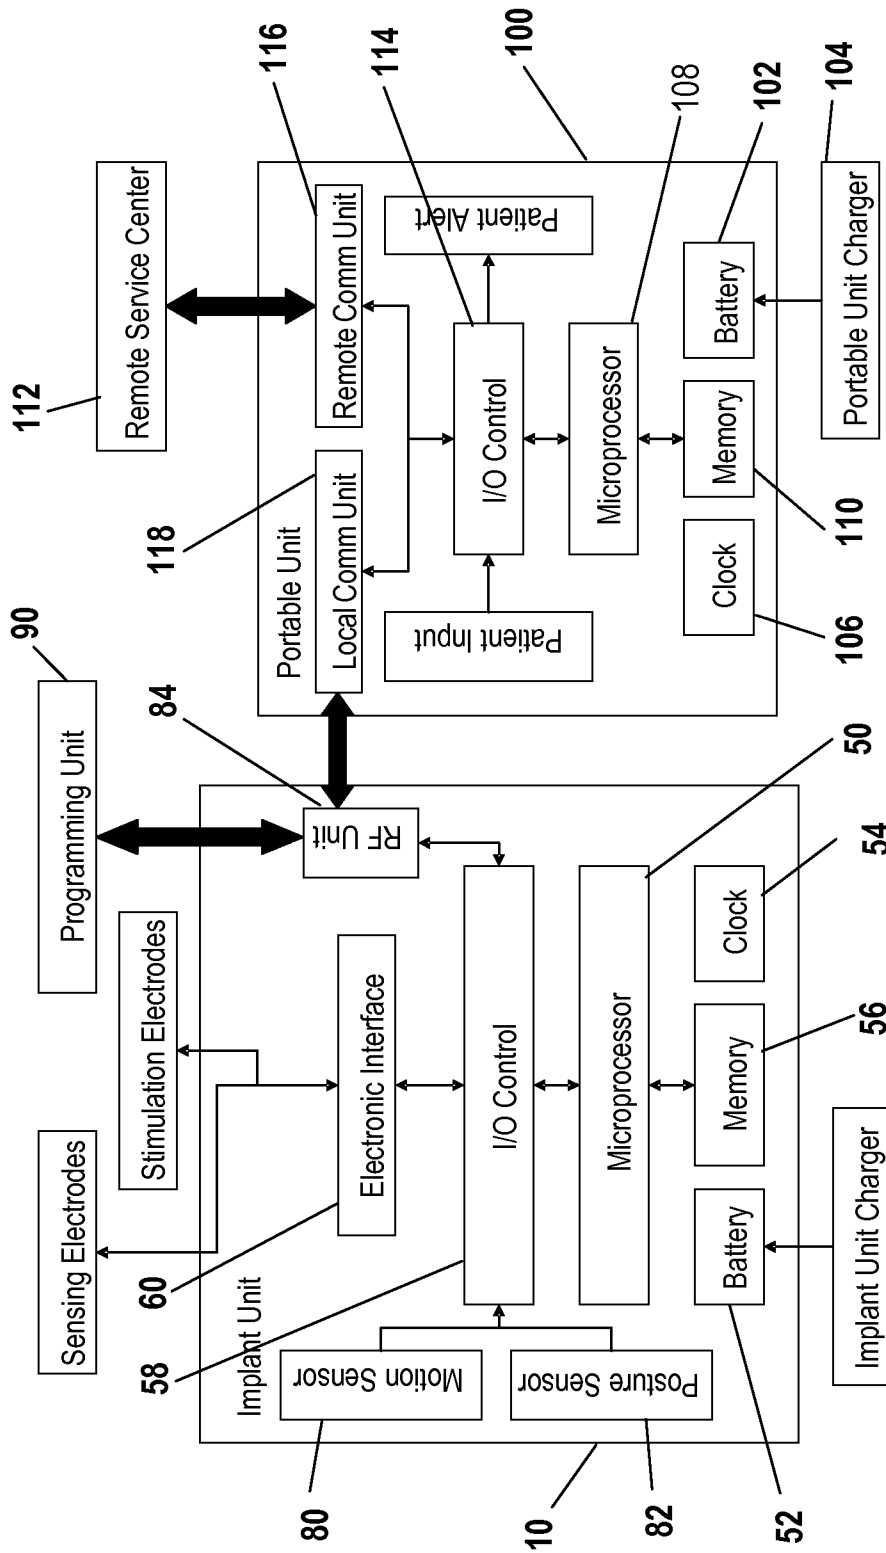 90
Programming Unit
Stimulation Electrodes
Sensing Electrodes
112
Remote Service Center
84
RF Unit
Electronic Interface
60
Implant Unit
Motion Sensor
80
I/O Control
58
Posture Sensor
82
Microprocessor
50
Battery
Memory
Clock
54
56
52
10
Implant Unit Charger
Portable Unit
118
Local Comm Unit
116
Remote Comm Unit
114
Patient Input
I/O Control
Patient Alert
100
Microprocessor
108
Clock
Memory
Battery
106
110
102
Portable Unit Charger
104